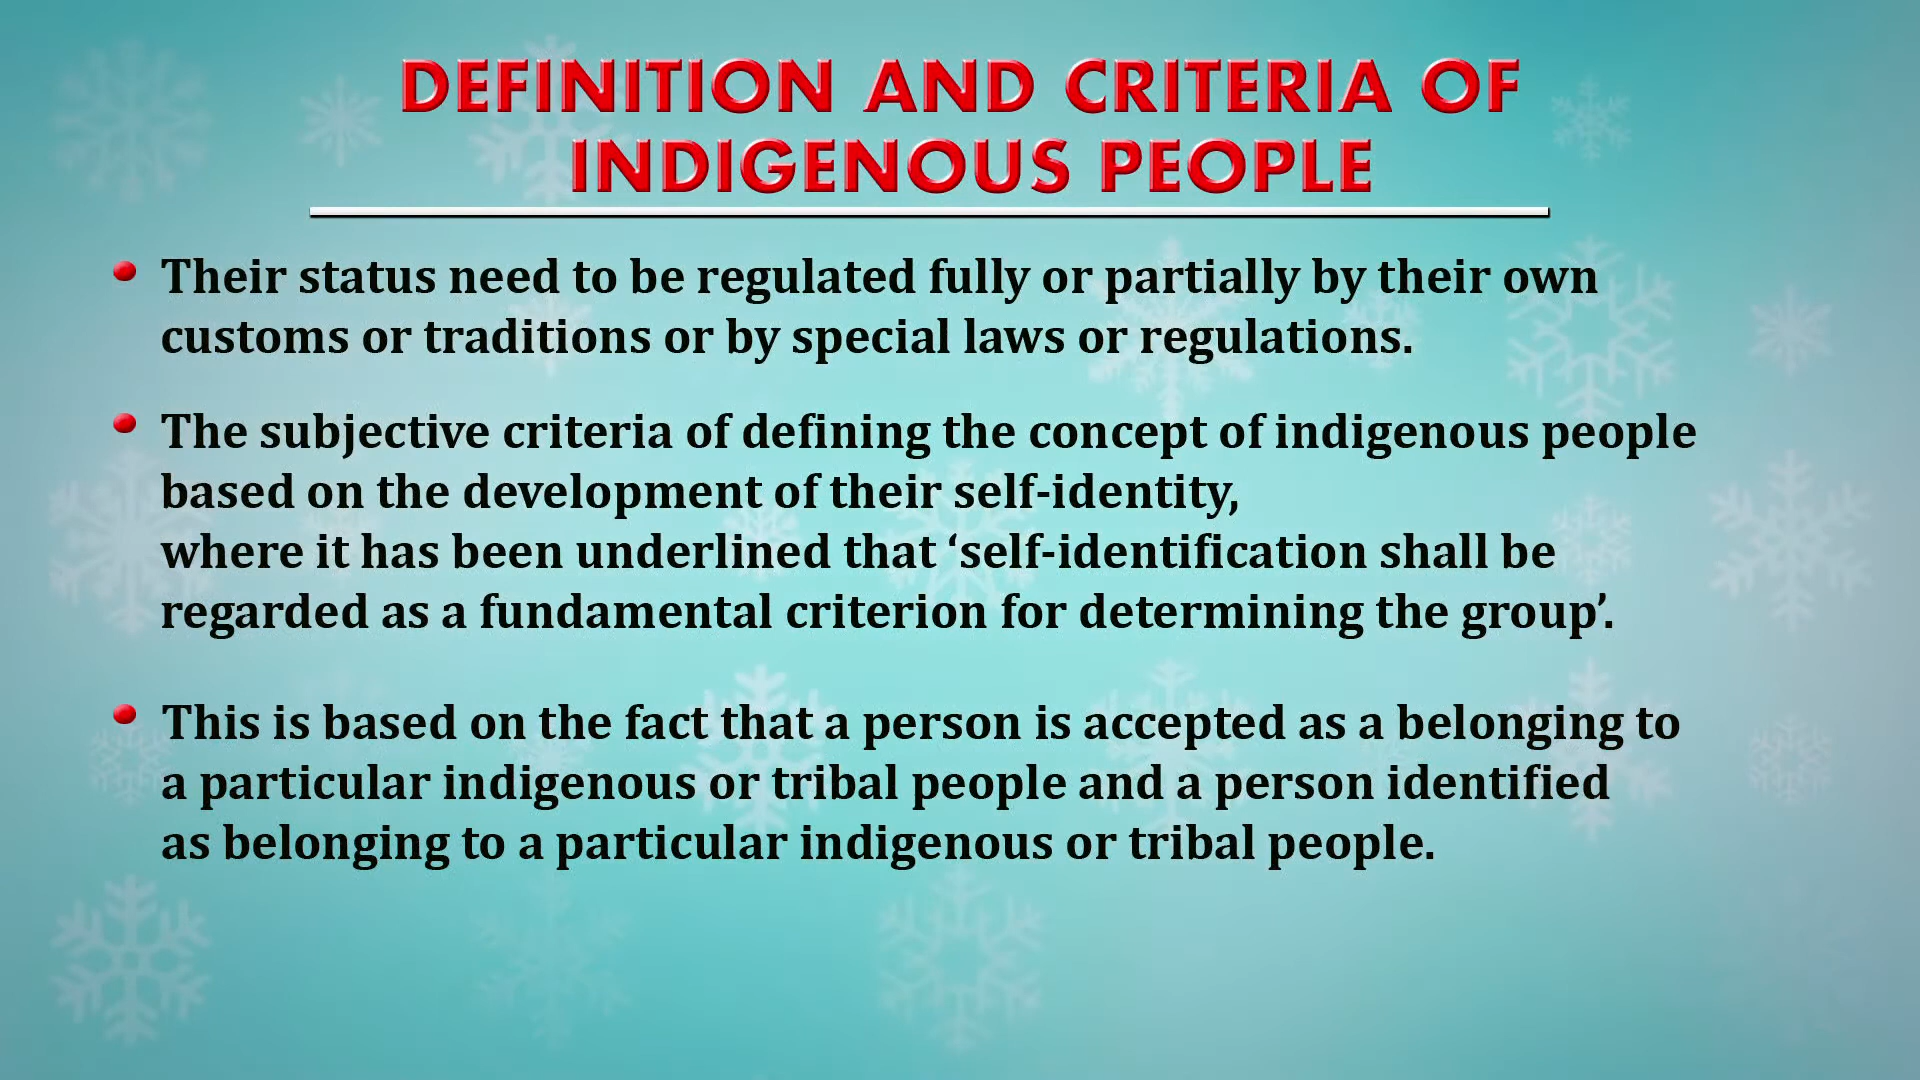 DEFINITION AND CRITERIA OF
INDIGENOUS PEOPLE
• Their status need to be regulated fully or partially by their own
customs or traditions or by special laws or regulations.
• The subjective criteria of defining the concept of indigenous people
based on the development of their self-identity,
where it has been underlined that ‘self-identification shall be
regarded as a fundamental criterion for determining the group’.
• This is based on the fact that a person is accepted as a belonging to
a particular indigenous or tribal people and a person identified
as belonging to a particular indigenous or tribal people.